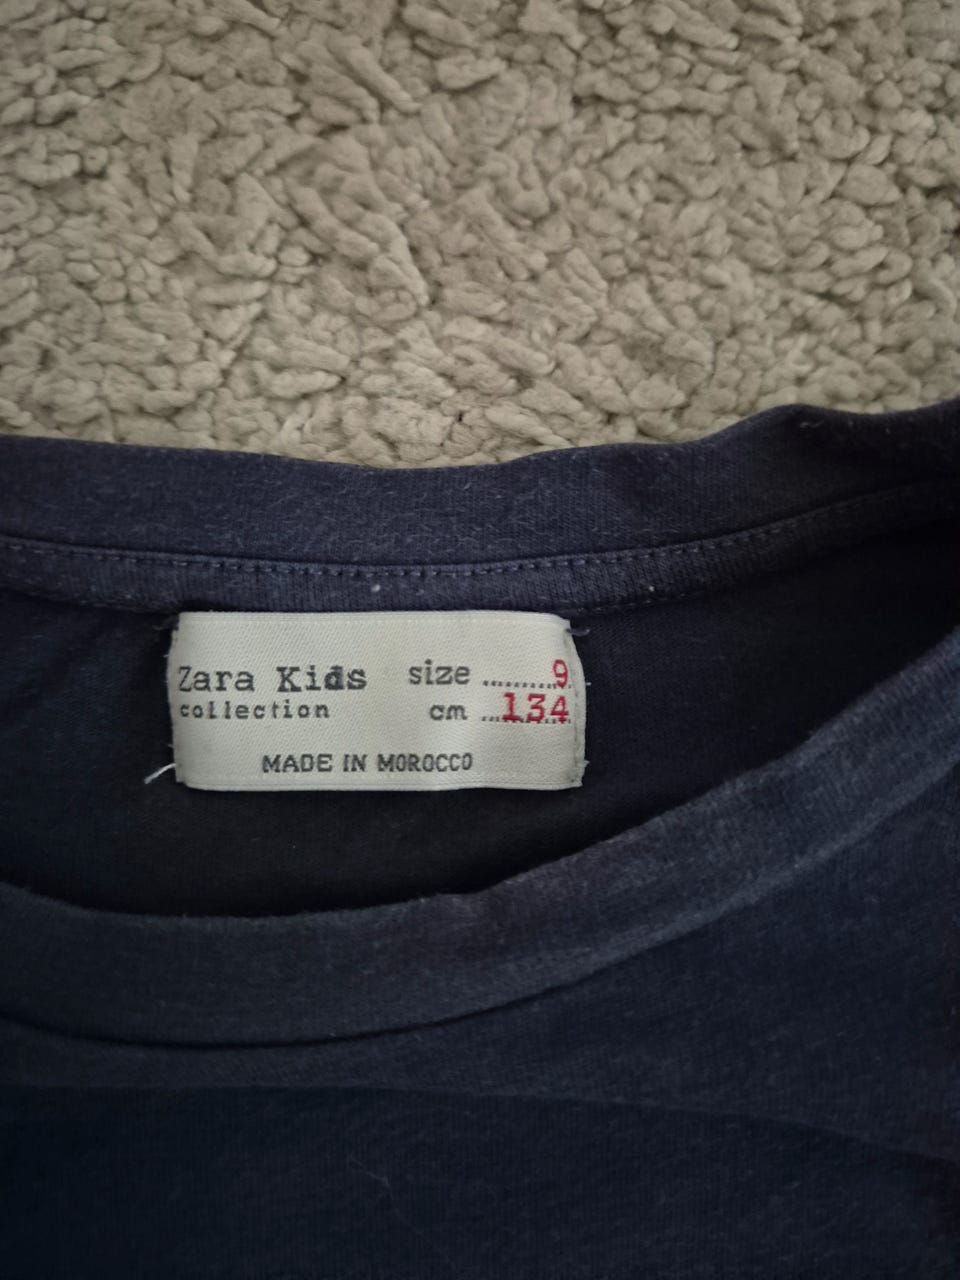 Zara Kids size ........9
collection cm ...134
MADE IN MOROCCO